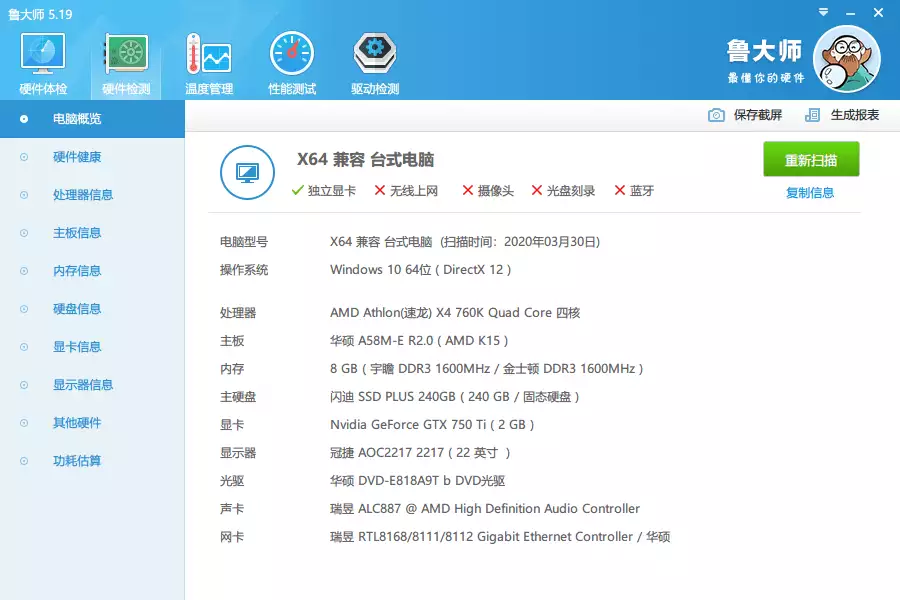 鲁大师 5.19
硬件体检 硬件检测 温度管理 性能测试 驱动检测
鲁大师
最懂你的硬件
保存截屏 生成报表
电脑概览
硬件健康
处理器信息
主板信息
内存信息
硬盘信息
显卡信息
显示器信息
其他硬件
功耗估算
X64 兼容 台式电脑
独立显卡 无线上网 摄像头 光盘刻录 蓝牙
重新扫描
复制信息
电脑型号 X64 兼容 台式电脑 (扫描时间：2020年03月30日)
操作系统 Windows 10 64位 ( DirectX 12 )
处理器 AMD Athlon(速龙) X4 760K Quad Core 四核
主板 华硕 A58M-E R2.0 ( AMD K15 )
内存 8 GB ( 宇瞻 DDR3 1600MHz / 金士顿 DDR3 1600MHz )
主硬盘 闪迪 SSD PLUS 240GB ( 240 GB / 固态硬盘 )
显卡 Nvidia GeForce GTX 750 Ti ( 2 GB )
显示器 冠捷 AOC2217 2217 ( 22 英寸 )
光驱 华硕 DVD-E818A9T b DVD光驱
声卡 瑞昱 ALC887 @ AMD High Definition Audio Controller
网卡 瑞昱 RTL8168/8111/8112 Gigabit Ethernet Controller / 华硕